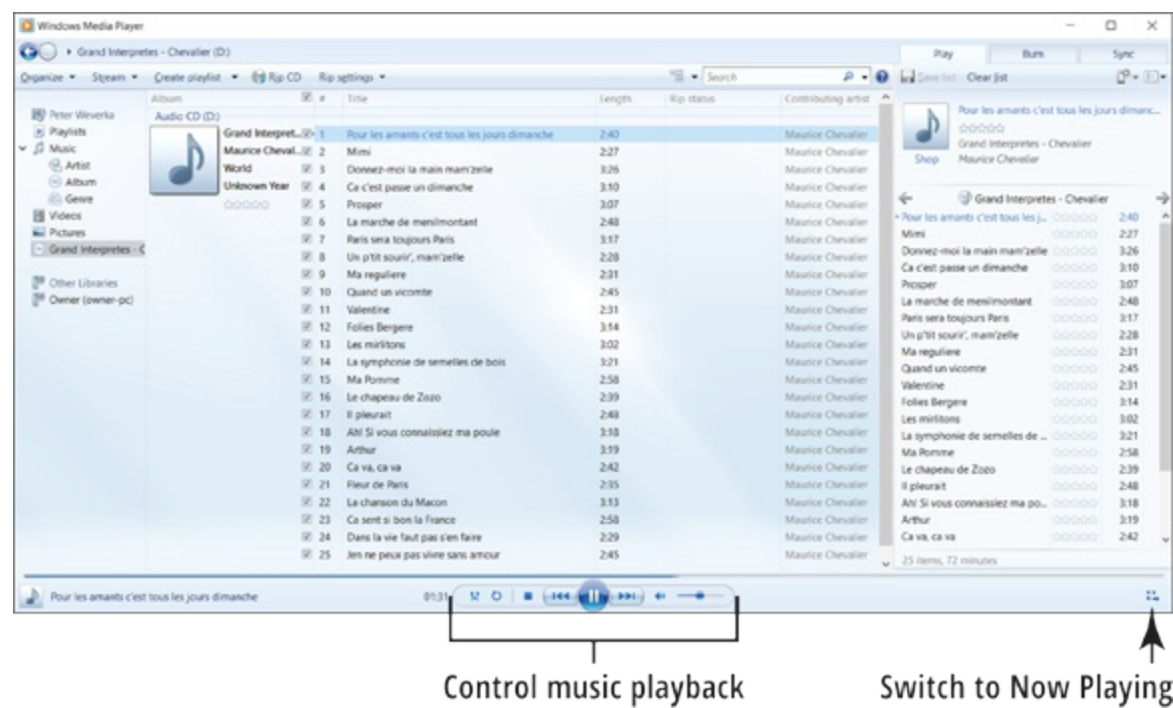 Windows Media Player
Grand Interpretes - Chevalier (D:)
Play Burn Sync
Organize Stream Create playlist Rip CD Rip settings Search Save list Clear list
Album # Title Length Rip status Contributing artist
Peter Weverka
Playlists
Music
Artist
Album
Genre
Videos
Pictures
Grand Interpretes - C
Other Libraries
Owner (owner-pc)
Audio CD (D:)
Grand Interpret...
Maurice Cheval...
World
Unknown Year
1 Pour les amants c'est tous les jours dimanche 2:40 Maurice Chevalier
2 Mimi 2:27 Maurice Chevalier
3 Donnez-moi la main mam'zelle 3:26 Maurice Chevalier
4 Ca c'est passe un dimanche 3:10 Maurice Chevalier
5 Prosper 3:07 Maurice Chevalier
6 La marche de menilmontant 2:48 Maurice Chevalier
7 Paris sera toujours Paris 3:17 Maurice Chevalier
8 Un p'tit sourir', mam'zelle 2:28 Maurice Chevalier
9 Ma reguliere 2:31 Maurice Chevalier
10 Quand un vicomte 2:45 Maurice Chevalier
11 Valentine 2:31 Maurice Chevalier
12 Folies Bergere 3:14 Maurice Chevalier
13 Les mirlitons 3:02 Maurice Chevalier
14 La symphonie de semelles de bois 3:21 Maurice Chevalier
15 Ma Pomme 2:58 Maurice Chevalier
16 Le chapeau de Zozo 2:39 Maurice Chevalier
17 Il pleurait 2:48 Maurice Chevalier
18 Ah! Si vous connaissiez ma poule 3:18 Maurice Chevalier
19 Arthur 3:19 Maurice Chevalier
20 Ca va, ca va 2:42 Maurice Chevalier
21 Fleur de Paris 2:35 Maurice Chevalier
22 La chanson du Macon 3:13 Maurice Chevalier
23 Ca sent si bon la France 2:58 Maurice Chevalier
24 Dans la vie faut pas s'en faire 2:29 Maurice Chevalier
25 Jen ne peux pas vivre sans amour 2:45 Maurice Chevalier
Pour les amants c'est tous les jours dimanc...
Grand Interpretes - Chevalier
Shop Maurice Chevalier
Grand Interpretes - Chevalier
Pour les amants c'est tous les j... 2:40
Mimi 2:27
Donnez-moi la main mam'zelle 3:26
Ca c'est passe un dimanche 3:10
Prosper 3:07
La marche de menilmontant 2:48
Paris sera toujours Paris 3:17
Un p'tit sourir', mam'zelle 2:28
Ma reguliere 2:31
Quand un vicomte 2:45
Valentine 2:31
Folies Bergere 3:14
Les mirlitons 3:02
La symphonie de semelles de ... 3:21
Ma Pomme 2:58
Le chapeau de Zozo 2:39
Il pleurait 2:48
Ah! Si vous connaissiez ma po... 3:18
Arthur 3:19
Ca va, ca va 2:42
25 items, 72 minutes
Pour les amants c'est tous les jours dimanche 01:31
Control music playback
Switch to Now Playing